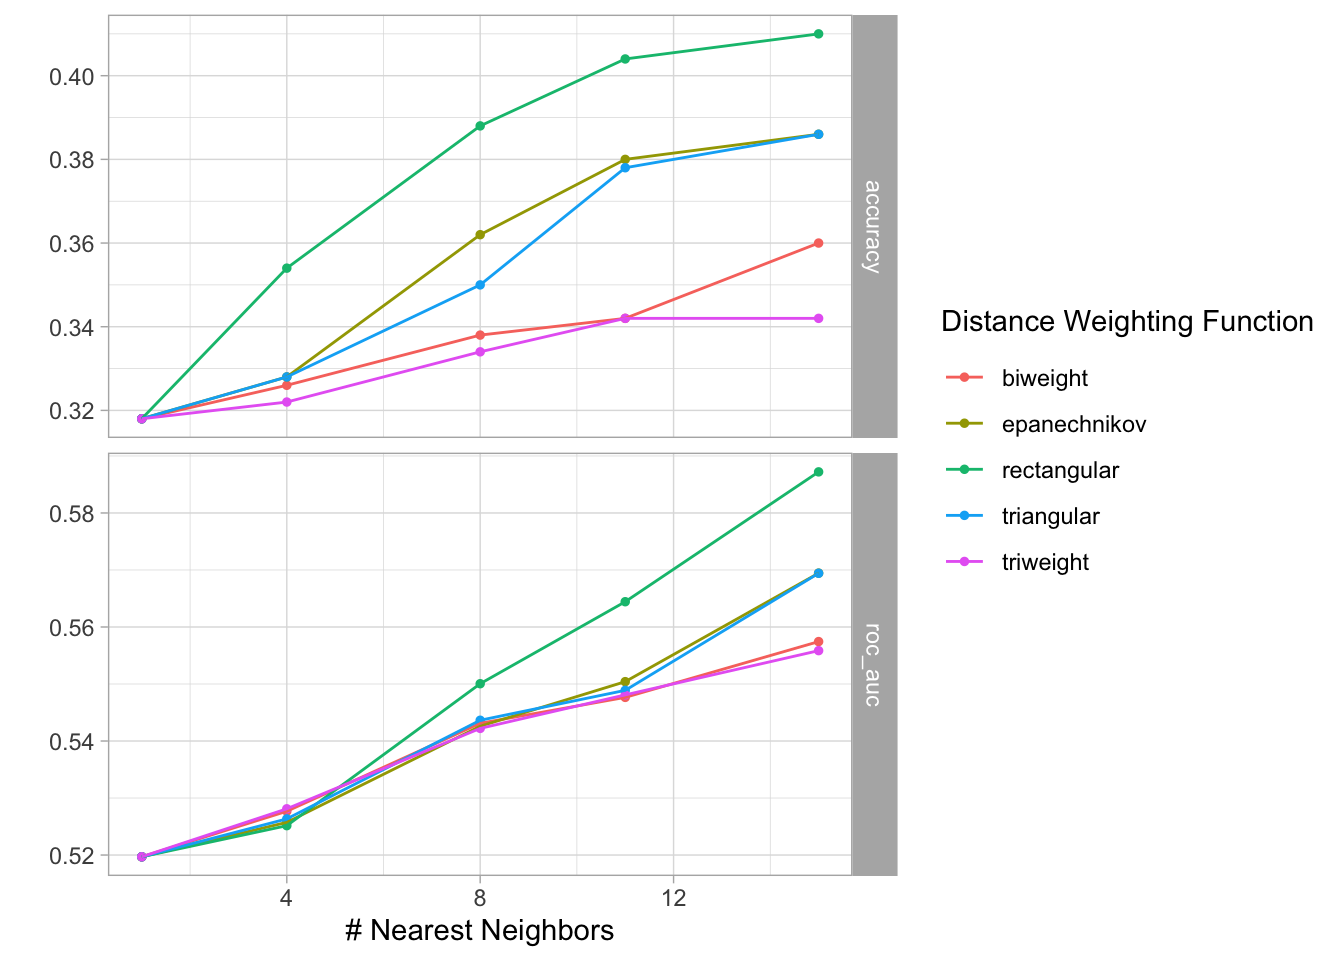 0.40
0.38
0.36
0.34
0.32
accuracy
0.58
0.56
0.54
0.52
roc_auc
4 8 12
# Nearest Neighbors
Distance Weighting Function
biweight
epanechnikov
rectangular
triangular
triweight